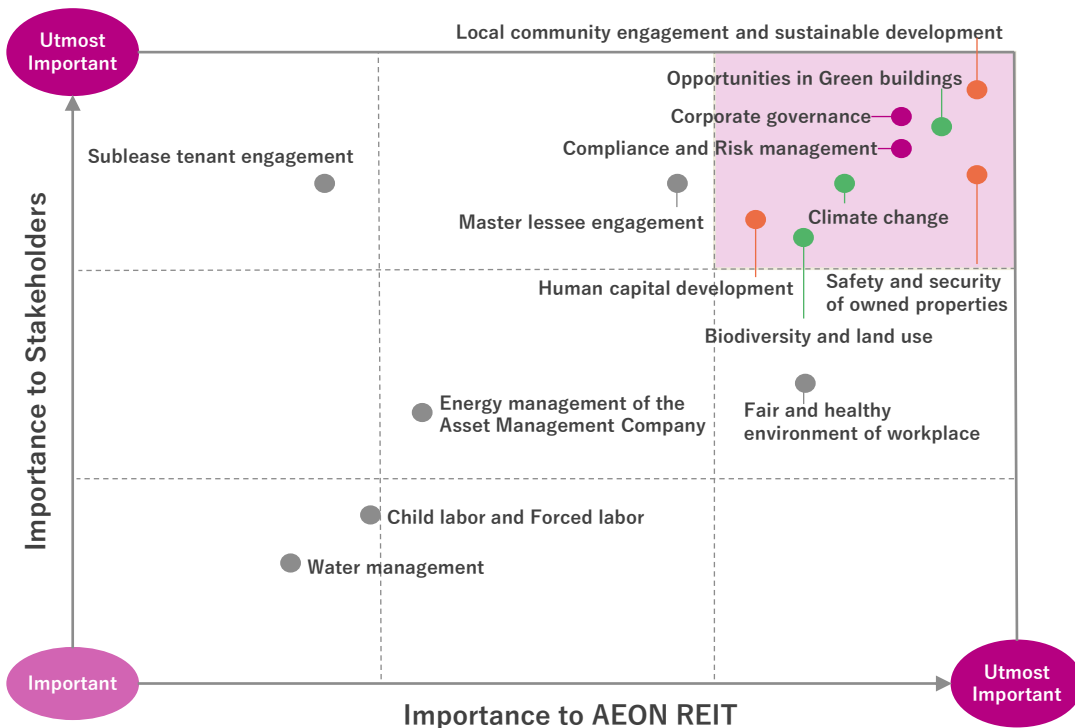 Utmost
Important
Local community engagement and sustainable development
Opportunities in Green buildings
Corporate governance
Compliance and Risk management
Sublease tenant engagement
Master lessee engagement
Climate change
Human capital development
Safety and security
of owned properties
Biodiversity and land use
Energy management of the
Asset Management Company
Fair and healthy
environment of workplace
Child labor and Forced labor
Water management
Importance to Stakeholders
Important
Importance to AEON REIT
Utmost
Important